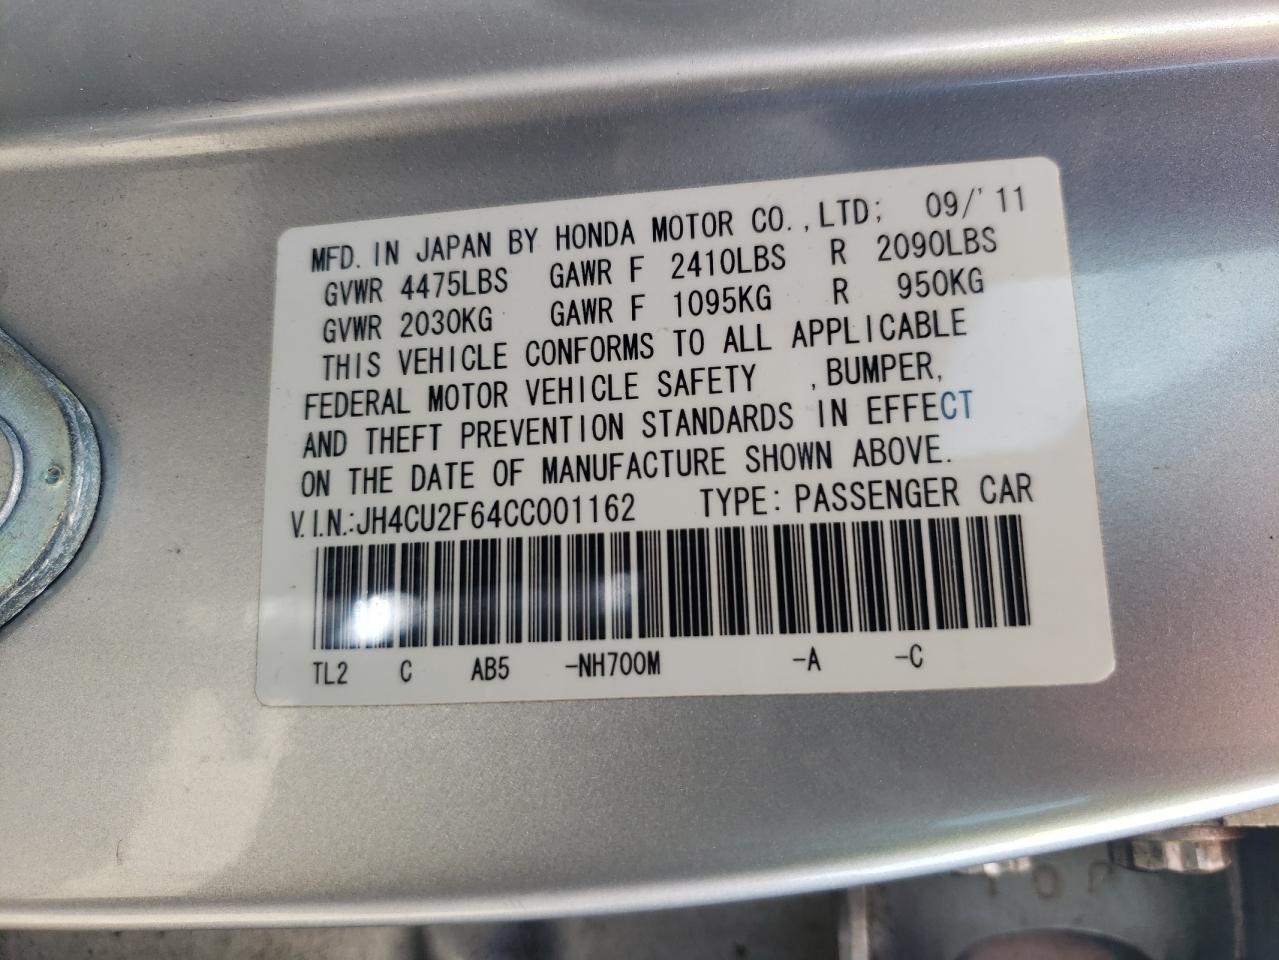 MFD. IN JAPAN BY HONDA MOTOR CO., LTD; 09/'11
GVWR 4475LBS GAWR F 2410LBS R 2090LBS
GVWR 2030KG GAWR F 1095KG R 950KG
THIS VEHICLE CONFORMS TO ALL APPLICABLE
FEDERAL MOTOR VEHICLE SAFETY , BUMPER,
AND THEFT PREVENTION STANDARDS IN EFFECT
ON THE DATE OF MANUFACTURE SHOWN ABOVE.
V.I.N.:JH4CU2F64CC001162 TYPE: PASSENGER CAR
TL2 C AB5 -NH700M -A -C